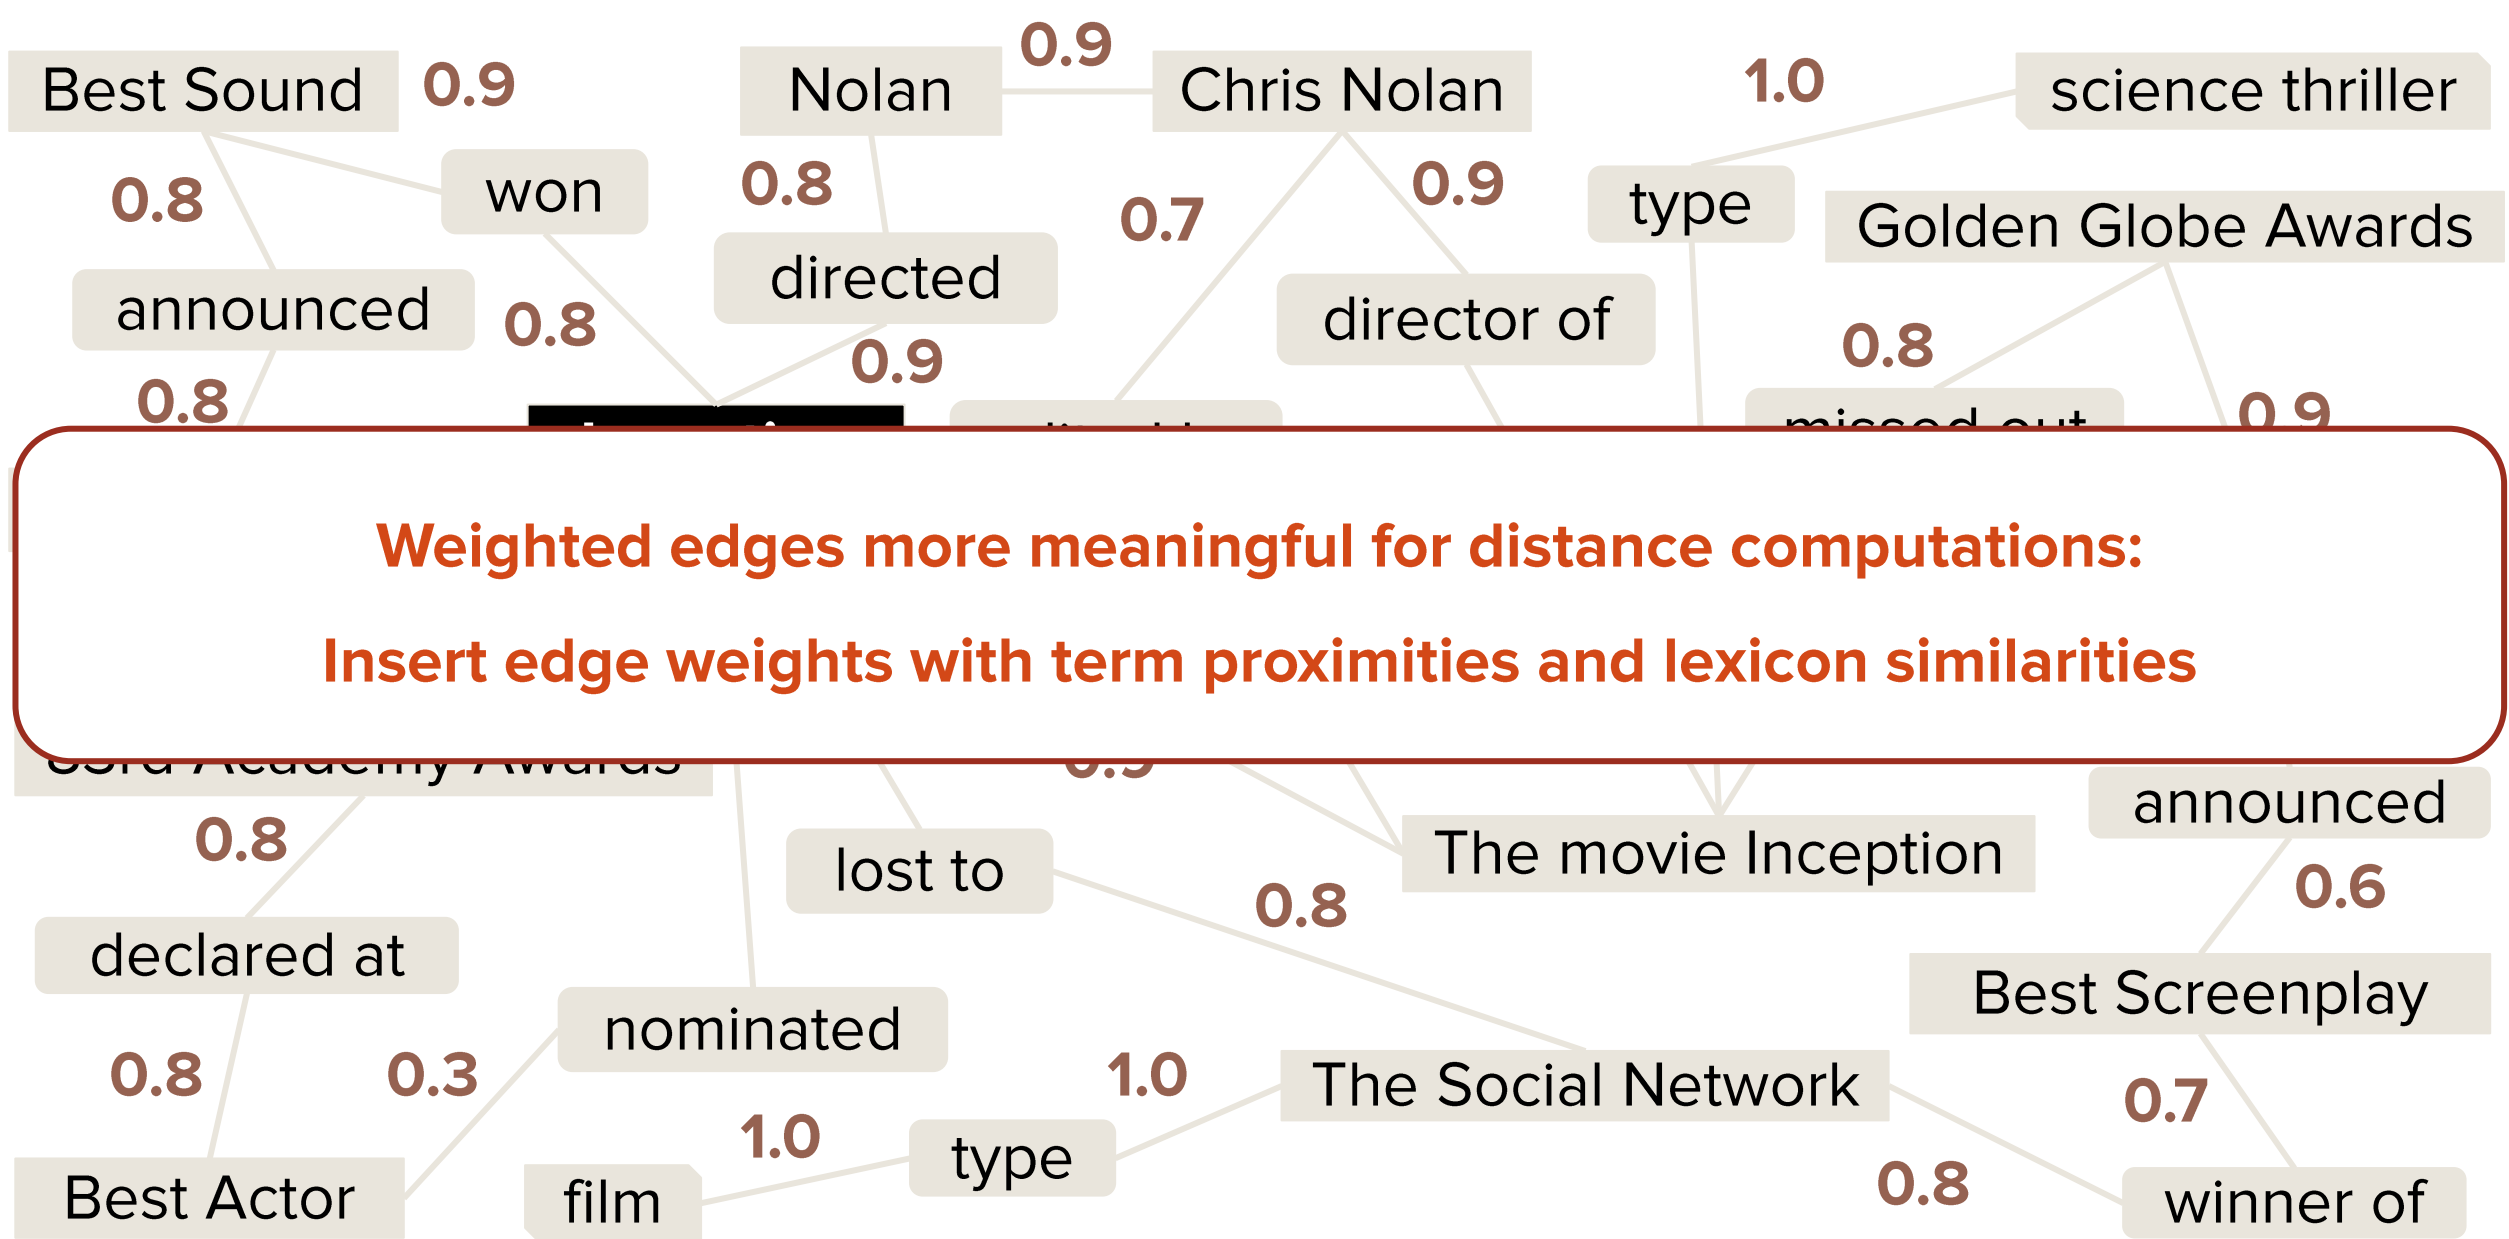 0.9
Best Sound
0.9
Nolan
Chris Nolan
1.0
science thriller
0.8
won
0.8
0.7
0.9
type
Golden Globe Awards
announced
0.8
directed
director of
0.8
0.8
0.9
missed out
0.9
Weighted edges more meaningful for distance computations:
Insert edge weights with term proximities and lexicon similarities
announced
0.8
lost to
The movie Inception
0.8
0.6
declared at
Best Screenplay
nominated
0.8
0.3
1.0
The Social Network
0.7
1.0
type
0.8
Best Actor
film
winner of